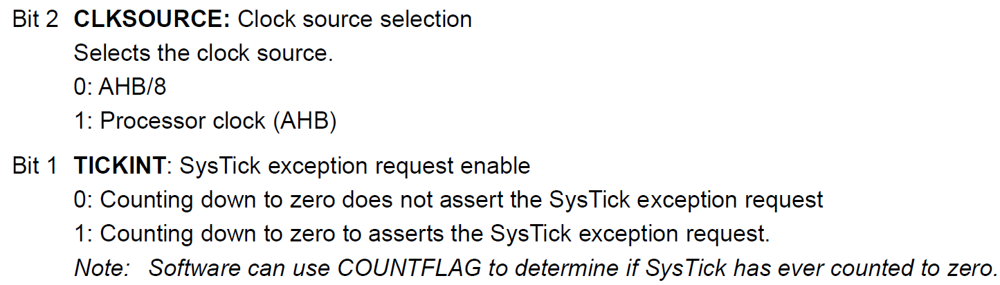 Bit 2 CLKSOURCE: Clock source selection
Selects the clock source.
0: AHB/8
1: Processor clock (AHB)
Bit 1 TICKINT: SysTick exception request enable
0: Counting down to zero does not assert the SysTick exception request
1: Counting down to zero to asserts the SysTick exception request.
Note: Software can use COUNTFLAG to determine if SysTick has ever counted to zero.